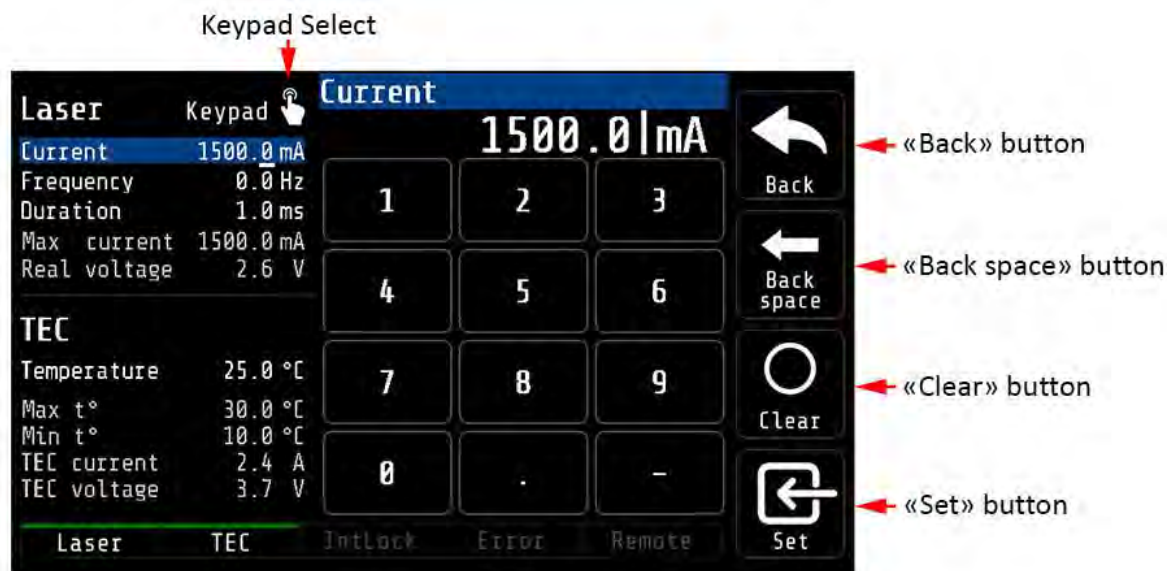 Keypad Select
Laser Keypad
Current 1500.0 mA
Frequency 0.0 Hz
Duration 1.0 ms
Max current 1500.0 mA
Real voltage 2.6 V
TEC
Temperature 25.0 °C
Max t° 30.0 °C
Min t° 10.0 °C
TEC current 2.4 A
TEC voltage 3.7 V
Laser TEC IntLock Error Remote
Current
1500.0|mA
1 2 3
4 5 6
7 8 9
0 . -
Back
Back
space
Clear
Set
«Back» button
«Back space» button
«Clear» button
«Set» button